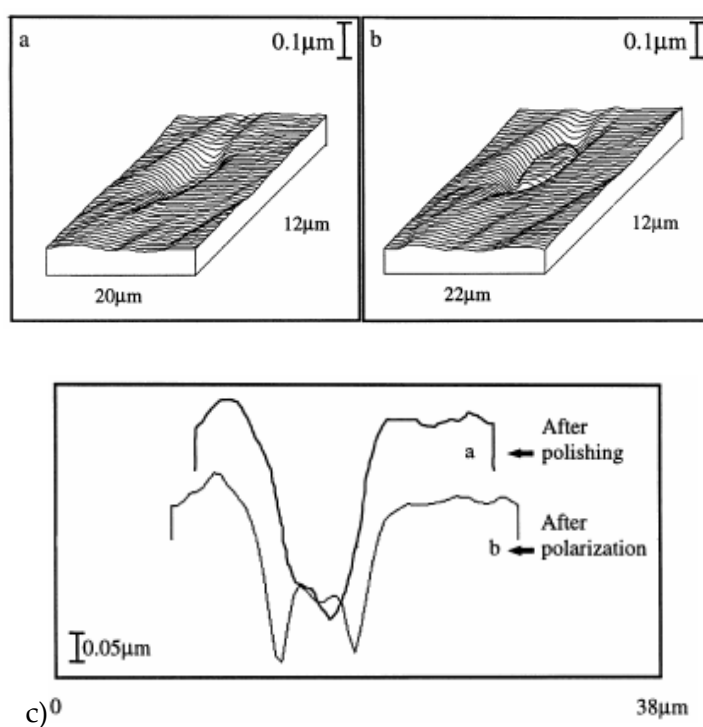 a
0.1µm
b
0.1µm
12µm
20µm
12µm
22µm
a
After
polishing
b
After
polarization
0.05µm
c) 0
38µm